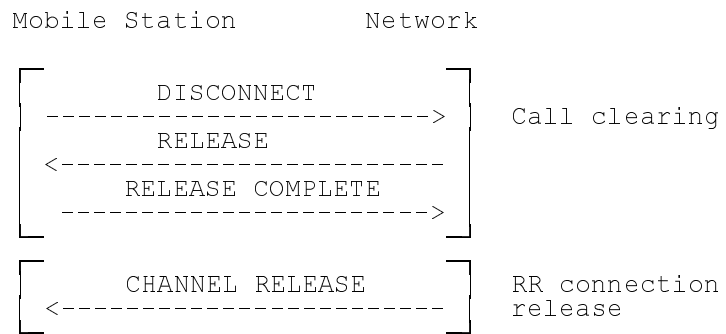 Mobile Station Network
DISCONNECT
Call clearing
RELEASE
RELEASE COMPLETE
CHANNEL RELEASE
RR connection
release